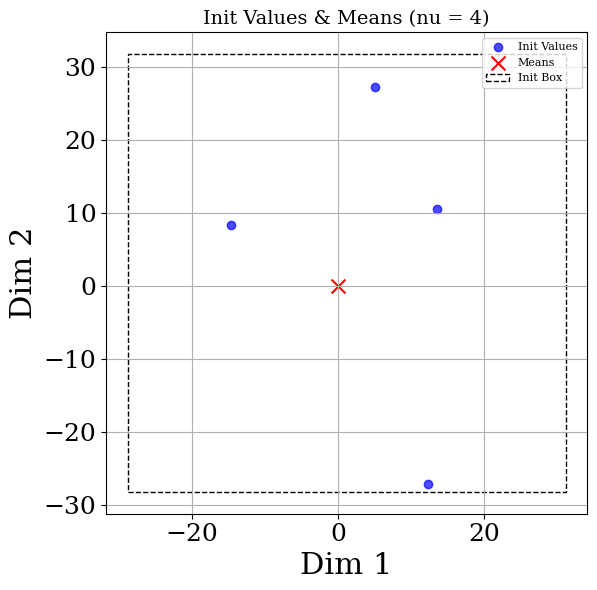 Init Values & Means (nu = 4)
Init Values
Means
Init Box
Dim 2
30
20
10
0
−10
−20
−30
−20
0
20
Dim 1